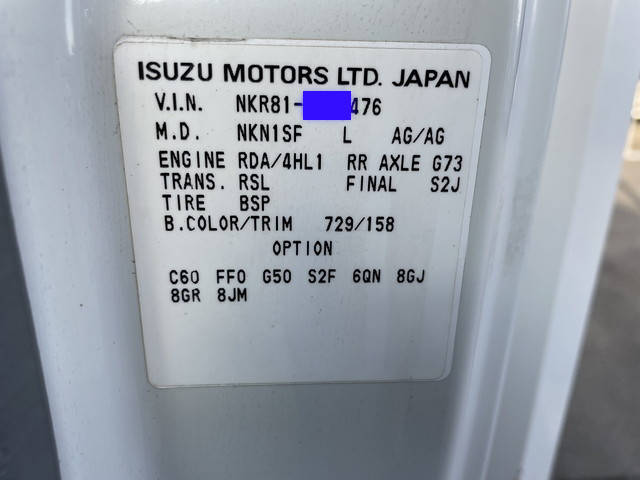 ISUZU MOTORS LTD. JAPAN
V.I.N. NKR81- 476
M.D. NKN1SF L AG/AG
ENGINE RDA/4HL1 RR AXLE G73
TRANS. RSL FINAL S2J
TIRE BSP
B.COLOR/TRIM 729/158
OPTION
C60 FF0 G50 S2F 6QN 8GJ
8GR 8JM